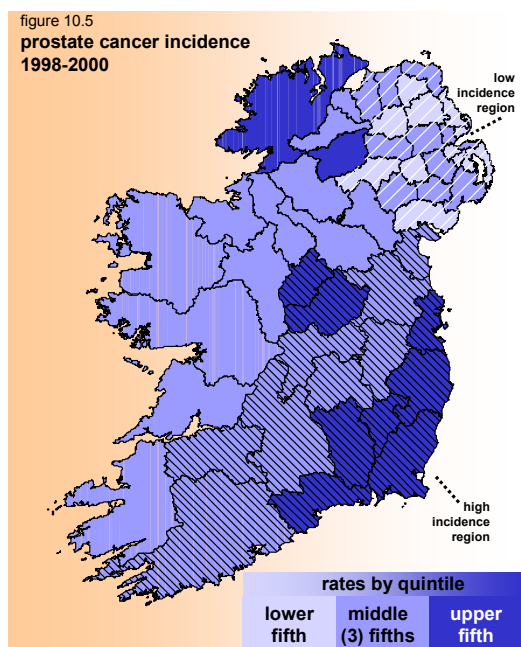 figure 10.5
prostate cancer incidence
1998-2000
low
incidence
region
high
incidence
region
rates by quintile
lower
fifth
middle
(3) fifths
upper
fifth